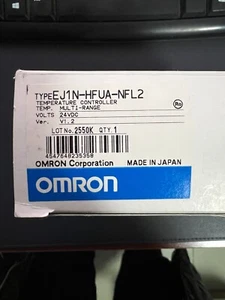 TYPE EJ1N-HFUA-NFL2
TEMPERATURE CONTROLLER
TEMP. MULTI-RANGE
VOLTS 24VDC
Ver. V1.2
LOT No. 2550K QTY. 1
4547648235358
OMRON Corporation MADE IN JAPAN
OMRON